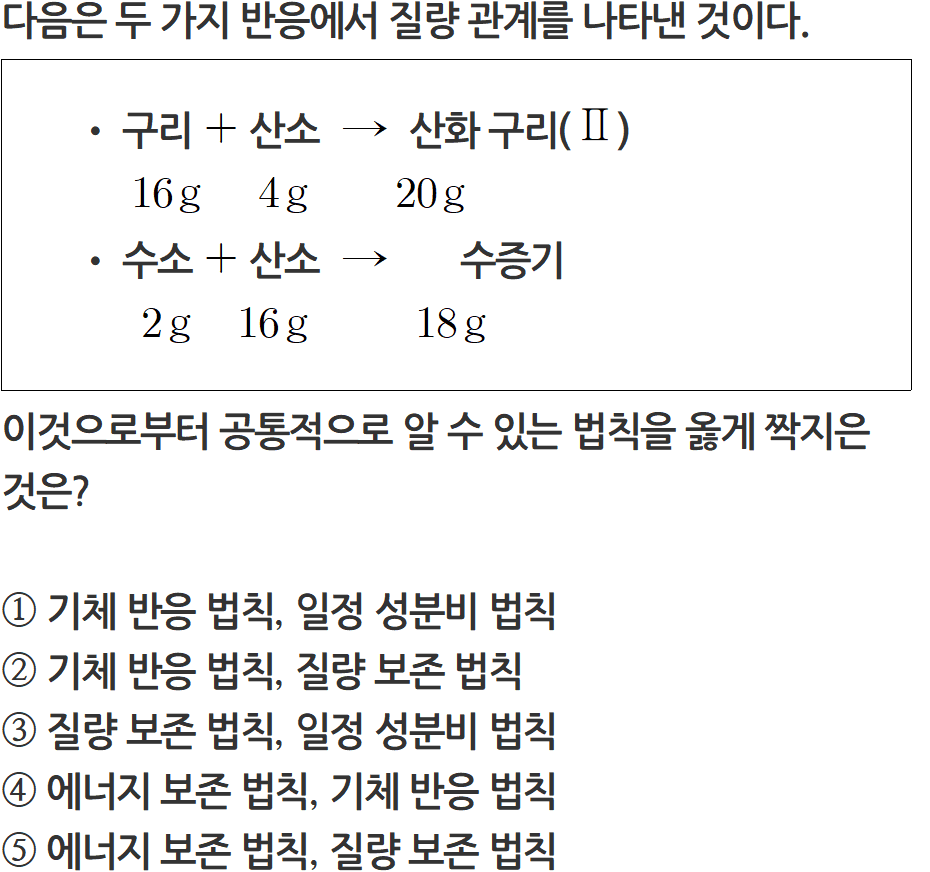 다음은 두 가지 반응에서 질량 관계를 나타낸 것이다.
• 구리 + 산소 → 산화 구리(Ⅱ)
16g 4g 20g
• 수소 + 산소 → 수증기
2g 16g 18g
이것으로부터 공통적으로 알 수 있는 법칙을 옳게 짝지은
것은?
① 기체 반응 법칙, 일정 성분비 법칙
② 기체 반응 법칙, 질량 보존 법칙
③ 질량 보존 법칙, 일정 성분비 법칙
④ 에너지 보존 법칙, 기체 반응 법칙
⑤ 에너지 보존 법칙, 질량 보존 법칙